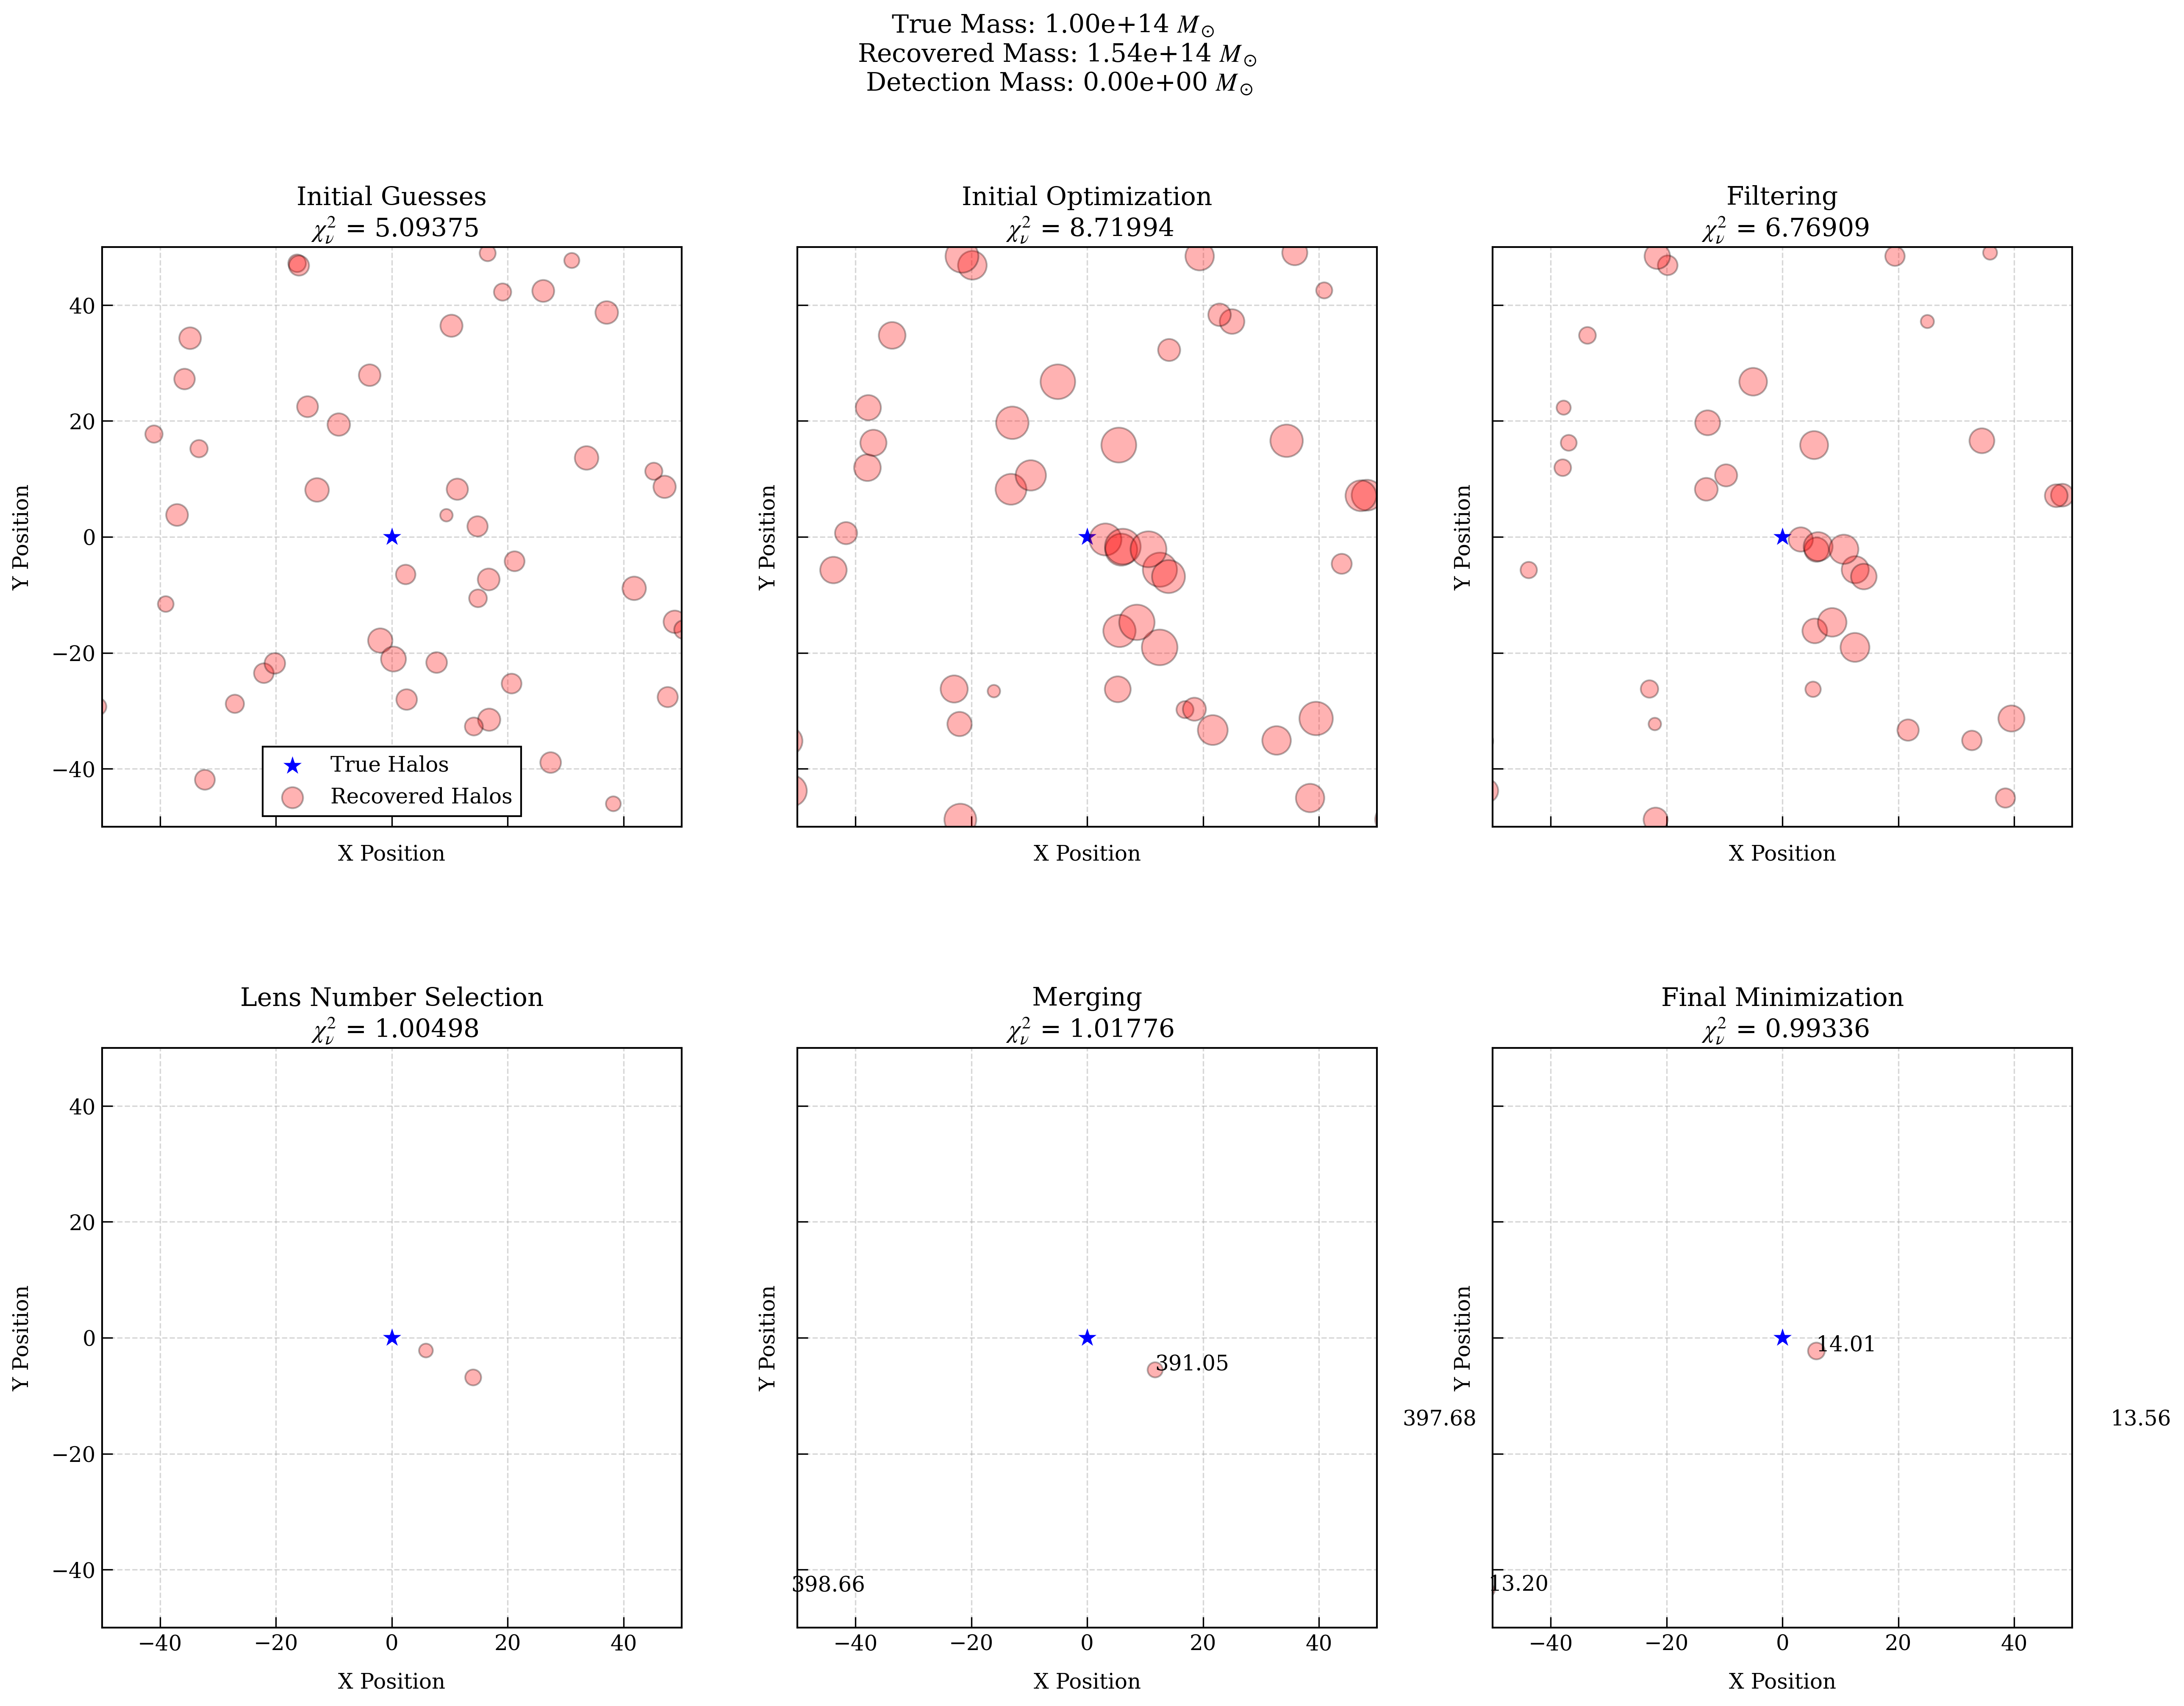 True Mass: 1.00e+14 M⊙
Recovered Mass: 1.54e+14 M⊙
Detection Mass: 0.00e+00 M⊙
Initial Guesses
χ²ν = 5.09375
Y Position
40
20
0
−20
−40
True Halos
Recovered Halos
X Position
Initial Optimization
χ²ν = 8.71994
Y Position
X Position
Filtering
χ²ν = 6.76909
Y Position
X Position
Lens Number Selection
χ²ν = 1.00498
Y Position
40
20
0
−20
−40
−40 −20 0 20 40
X Position
Merging
χ²ν = 1.01776
Y Position
391.05
397.68
398.66
−40 −20 0 20 40
X Position
Final Minimization
χ²ν = 0.99336
Y Position
14.01
13.56
13.20
−40 −20 0 20 40
X Position